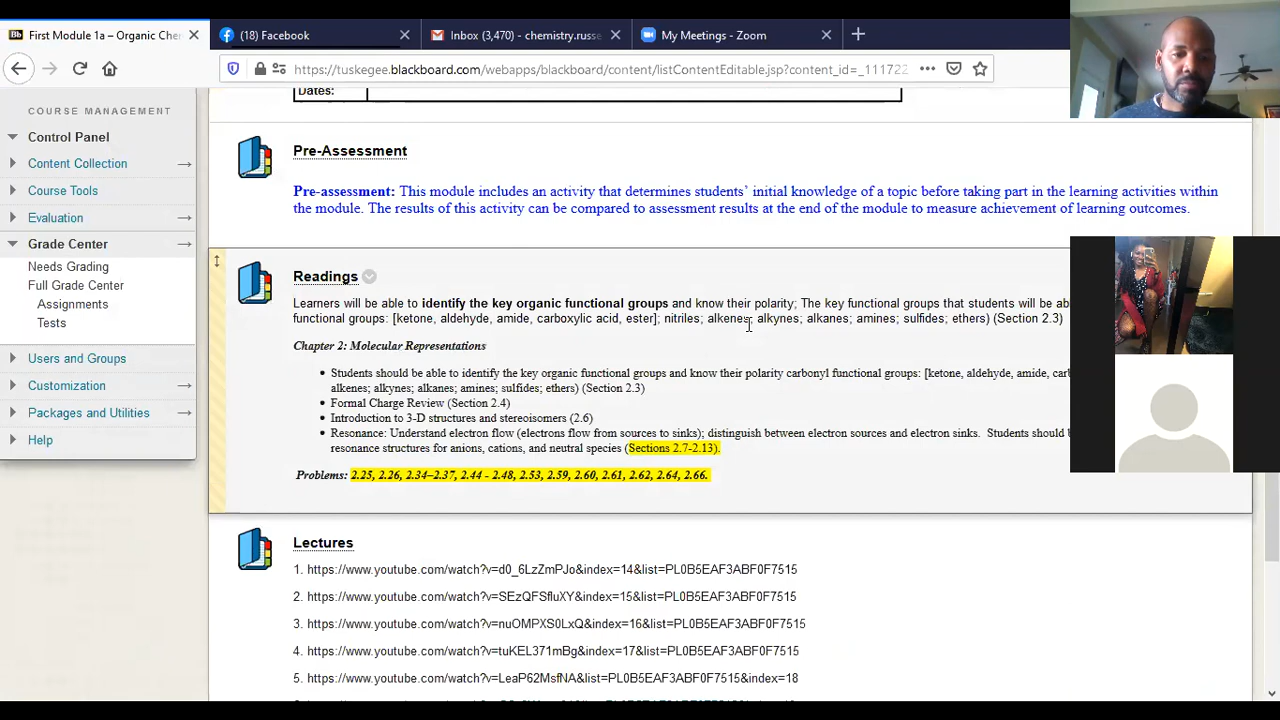 First Module 1a – Organic Che
(18) Facebook
Inbox (3,470) - chemistry.russe
My Meetings - Zoom
https://tuskegee.blackboard.com/webapps/blackboard/content/listContentEditable.jsp?content_id=_111722
COURSE MANAGEMENT
Control Panel
Content Collection
Course Tools
Evaluation
Grade Center
Needs Grading
Full Grade Center
Assignments
Tests
Users and Groups
Customization
Packages and Utilities
Help
Dates:
Pre-Assessment
Pre-assessment: This module includes an activity that determines students’ initial knowledge of a topic before taking part in the learning activities within
the module. The results of this activity can be compared to assessment results at the end of the module to measure achievement of learning outcomes.
Readings
Learners will be able to identify the key organic functional groups and know their polarity; The key functional groups that students will be ab
functional groups: [ketone, aldehyde, amide, carboxylic acid, ester]; nitriles; alkenes; alkynes; alkanes; amines; sulfides; ethers) (Section 2.3)
Chapter 2: Molecular Representations
• Students should be able to identify the key organic functional groups and know their polarity carbonyl functional groups: [ketone, aldehyde, amide, carb
alkenes; alkynes; alkanes; amines; sulfides; ethers) (Section 2.3)
• Formal Charge Review (Section 2.4)
• Introduction to 3-D structures and stereoisomers (2.6)
• Resonance: Understand electron flow (electrons flow from sources to sinks); distinguish between electron sources and electron sinks. Students should b
resonance structures for anions, cations, and neutral species (Sections 2.7-2.13).
Problems: 2.25, 2.26, 2.34–2.37, 2.44 - 2.48, 2.53, 2.59, 2.60, 2.61, 2.62, 2.64, 2.66.
Lectures
1. https://www.youtube.com/watch?v=d0_6LzZmPJo&index=14&list=PL0B5EAF3ABF0F7515
2. https://www.youtube.com/watch?v=SEzQFSfluXY&index=15&list=PL0B5EAF3ABF0F7515
3. https://www.youtube.com/watch?v=nuOMPXS0LxQ&index=16&list=PL0B5EAF3ABF0F7515
4. https://www.youtube.com/watch?v=tuKEL371mBg&index=17&list=PL0B5EAF3ABF0F7515
5. https://www.youtube.com/watch?v=LeaP62MsfNA&list=PL0B5EAF3ABF0F7515&index=18